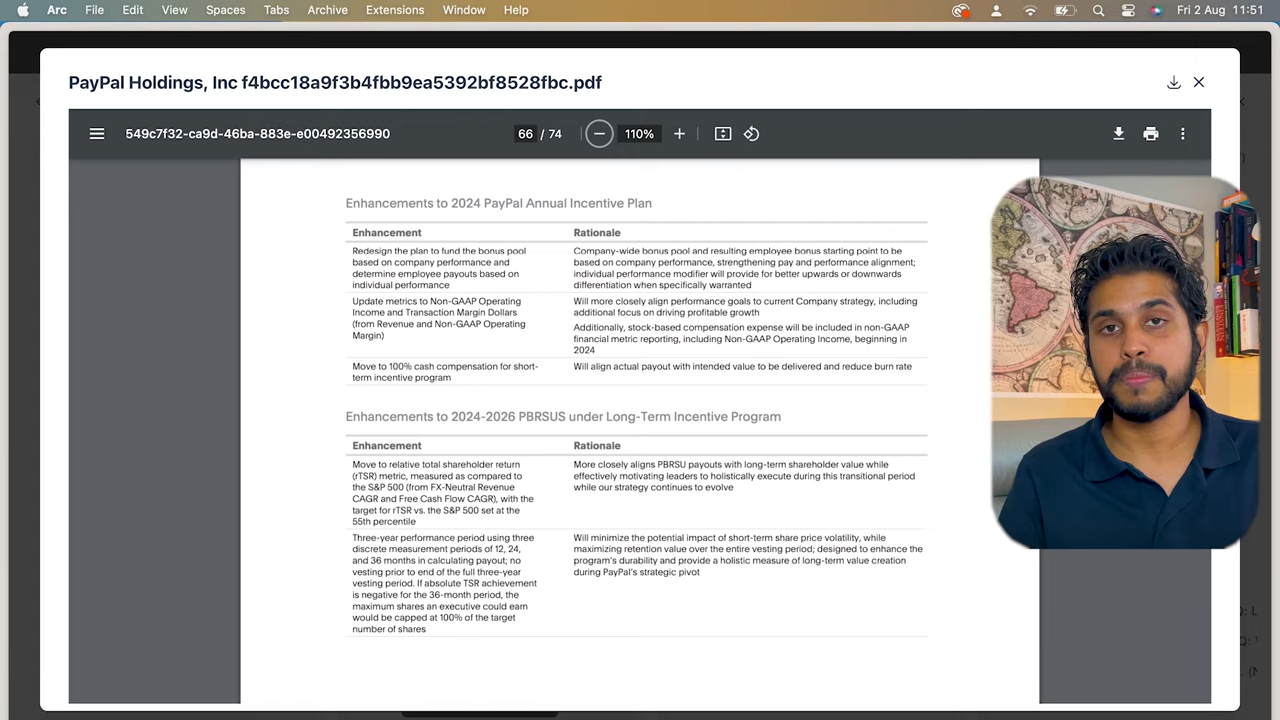 Arc File Edit View Spaces Tabs Archive Extensions Window Help Fri 2 Aug 11:51
PayPal Holdings, Inc f4bcc18a9f3b4fbb9ea5392bf8528fbc.pdf
549c7f32-ca9d-46ba-883e-e00492356990 66 / 74 110%
Enhancements to 2024 PayPal Annual Incentive Plan
Enhancement Rationale
Redesign the plan to fund the bonus pool
based on company performance and
determine employee payouts based on
individual performance
Company-wide bonus pool and resulting employee bonus starting point to be
based on company performance, strengthening pay and performance alignment;
individual performance modifier will provide for better upwards or downwards
differentiation when specifically warranted
Update metrics to Non-GAAP Operating
Income and Transaction Margin Dollars
(from Revenue and Non-GAAP Operating
Margin)
Will more closely align performance goals to current Company strategy, including
additional focus on driving profitable growth
Additionally, stock-based compensation expense will be included in non-GAAP
financial metric reporting, including Non-GAAP Operating Income, beginning in
2024
Move to 100% cash compensation for short-
term incentive program
Will align actual payout with intended value to be delivered and reduce burn rate
Enhancements to 2024-2026 PBRSUS under Long-Term Incentive Program
Enhancement Rationale
Move to relative total shareholder return
(rTSR) metric, measured as compared to
the S&P 500 (from FX-Neutral Revenue
CAGR and Free Cash Flow CAGR), with the
target for rTSR vs. the S&P 500 set at the
55th percentile
More closely aligns PBRSU payouts with long-term shareholder value while
effectively motivating leaders to holistically execute during this transitional period
while our strategy continues to evolve
Three-year performance period using three
discrete measurement periods of 12, 24,
and 36 months in calculating payout; no
vesting prior to end of the full three-year
vesting period. If absolute TSR achievement
is negative for the 36-month period, the
maximum shares an executive could earn
would be capped at 100% of the target
number of shares
Will minimize the potential impact of short-term share price volatility, while
maximizing retention value over the entire vesting period; designed to enhance the
program's durability and provide a holistic measure of long-term value creation
during PayPal's strategic pivot